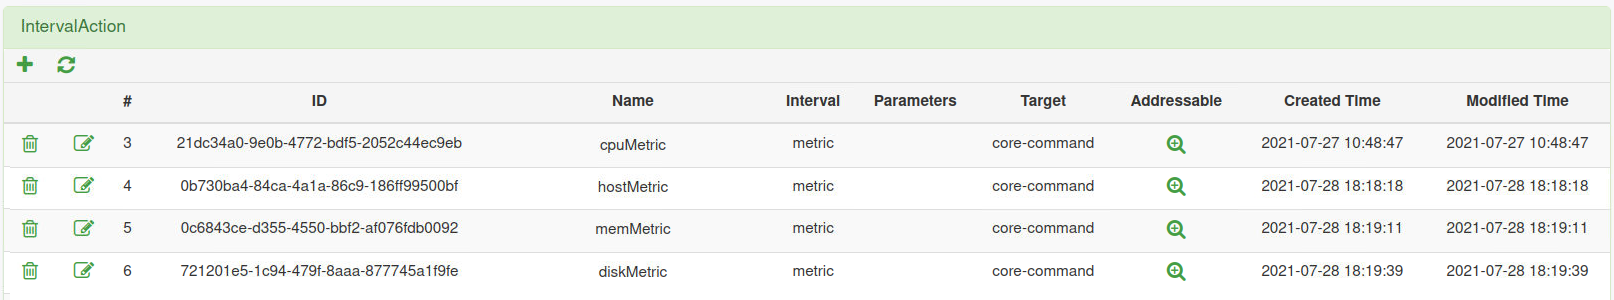 IntervalAction
# ID Name Interval Parameters Target Addressable Created Time Modified Time
3 21dc34a0-9e0b-4772-bdf5-2052c44ec9eb cpuMetric metric core-command 2021-07-27 10:48:47 2021-07-27 10:48:47
4 0b730ba4-84ca-4a1a-86c9-186ff99500bf hostMetric metric core-command 2021-07-28 18:18:18 2021-07-28 18:18:18
5 0c6843ce-d355-4550-bbf2-af076fdb0092 memMetric metric core-command 2021-07-28 18:19:11 2021-07-28 18:19:11
6 721201e5-1c94-479f-8aaa-877745a1f9fe diskMetric metric core-command 2021-07-28 18:19:39 2021-07-28 18:19:39